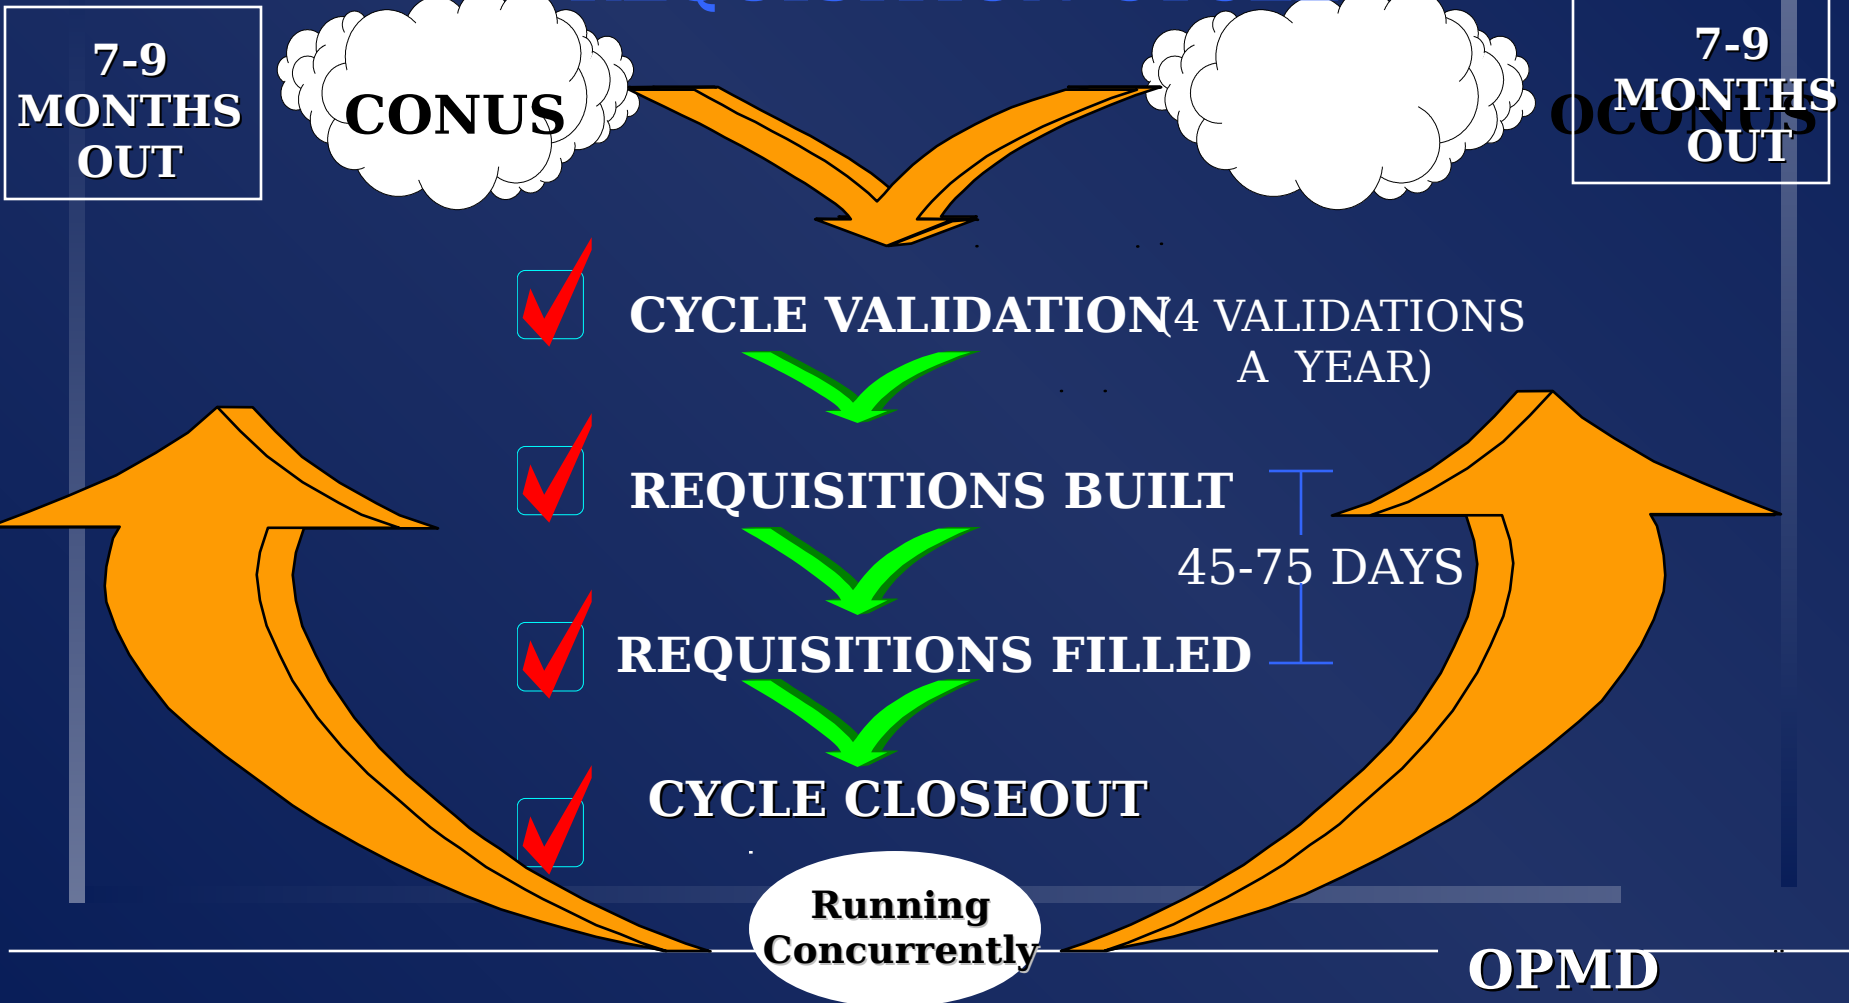 7-9
MONTHS
OUT
CONUS
OCONUS
7-9
MONTHS
OUT
CYCLE VALIDATION
(4 VALIDATIONS
A YEAR)
REQUISITIONS BUILT
45-75 DAYS
REQUISITIONS FILLED
CYCLE CLOSEOUT
Running
Concurrently
OPMD